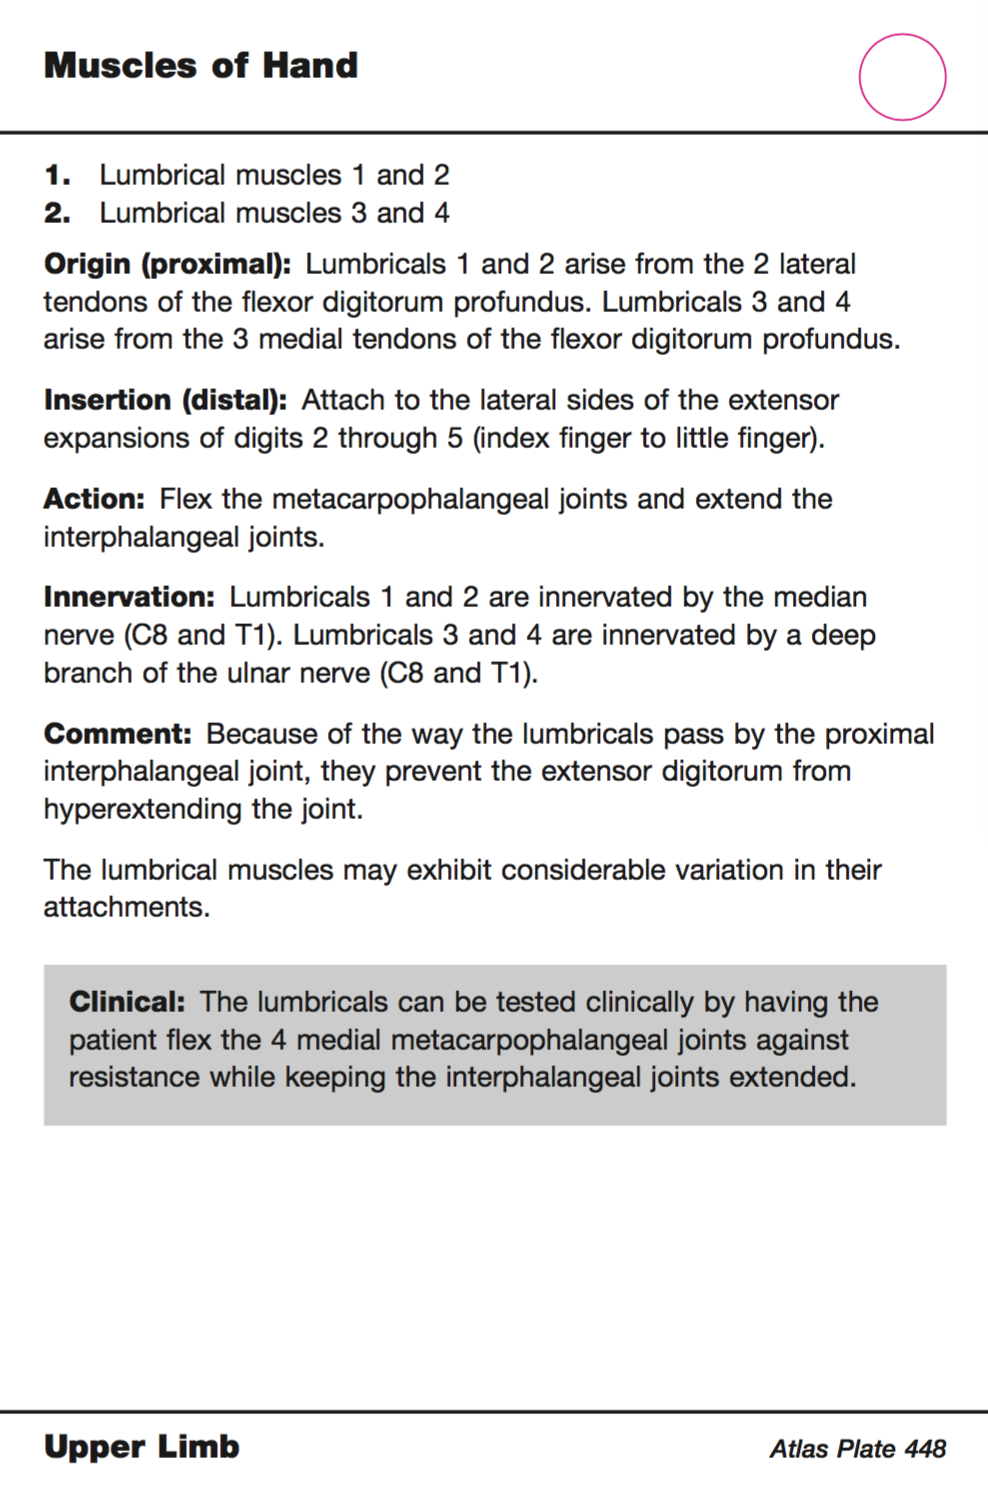 Muscles of Hand
1. Lumbrical muscles 1 and 2
2. Lumbrical muscles 3 and 4
Origin (proximal): Lumbricals 1 and 2 arise from the 2 lateral
tendons of the flexor digitorum profundus. Lumbricals 3 and 4
arise from the 3 medial tendons of the flexor digitorum profundus.
Insertion (distal): Attach to the lateral sides of the extensor
expansions of digits 2 through 5 (index finger to little finger).
Action: Flex the metacarpophalangeal joints and extend the
interphalangeal joints.
Innervation: Lumbricals 1 and 2 are innervated by the median
nerve (C8 and T1). Lumbricals 3 and 4 are innervated by a deep
branch of the ulnar nerve (C8 and T1).
Comment: Because of the way the lumbricals pass by the proximal
interphalangeal joint, they prevent the extensor digitorum from
hyperextending the joint.
The lumbrical muscles may exhibit considerable variation in their
attachments.
Clinical: The lumbricals can be tested clinically by having the
patient flex the 4 medial metacarpophalangeal joints against
resistance while keeping the interphalangeal joints extended.
Upper Limb
Atlas Plate 448